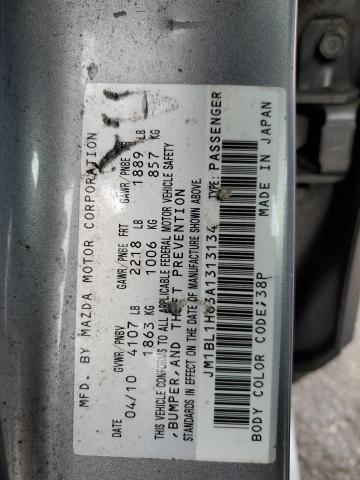 MFD. BY MAZDA MOTOR CORPORATION
DATE GVWR/PNBV GAWR/PNBE FRT GAWR/PNBE
04/10 4107 LB 2218 LB 1889 LB
1863 KG 1006 KG 857 KG
THIS VEHICLE CONFORMS TO ALL APPLICABLE FEDERAL MOTOR VEHICLE SAFETY
,BUMPER,AND THEFT PREVENTION
STANDARDS IN EFFECT ON THE DATE OF MANUFACTURE SHOWN ABOVE.
JM1BL1H63A1313134 TYPE:PASSENGER
BODY COLOR CODE;38P MADE IN JAPAN